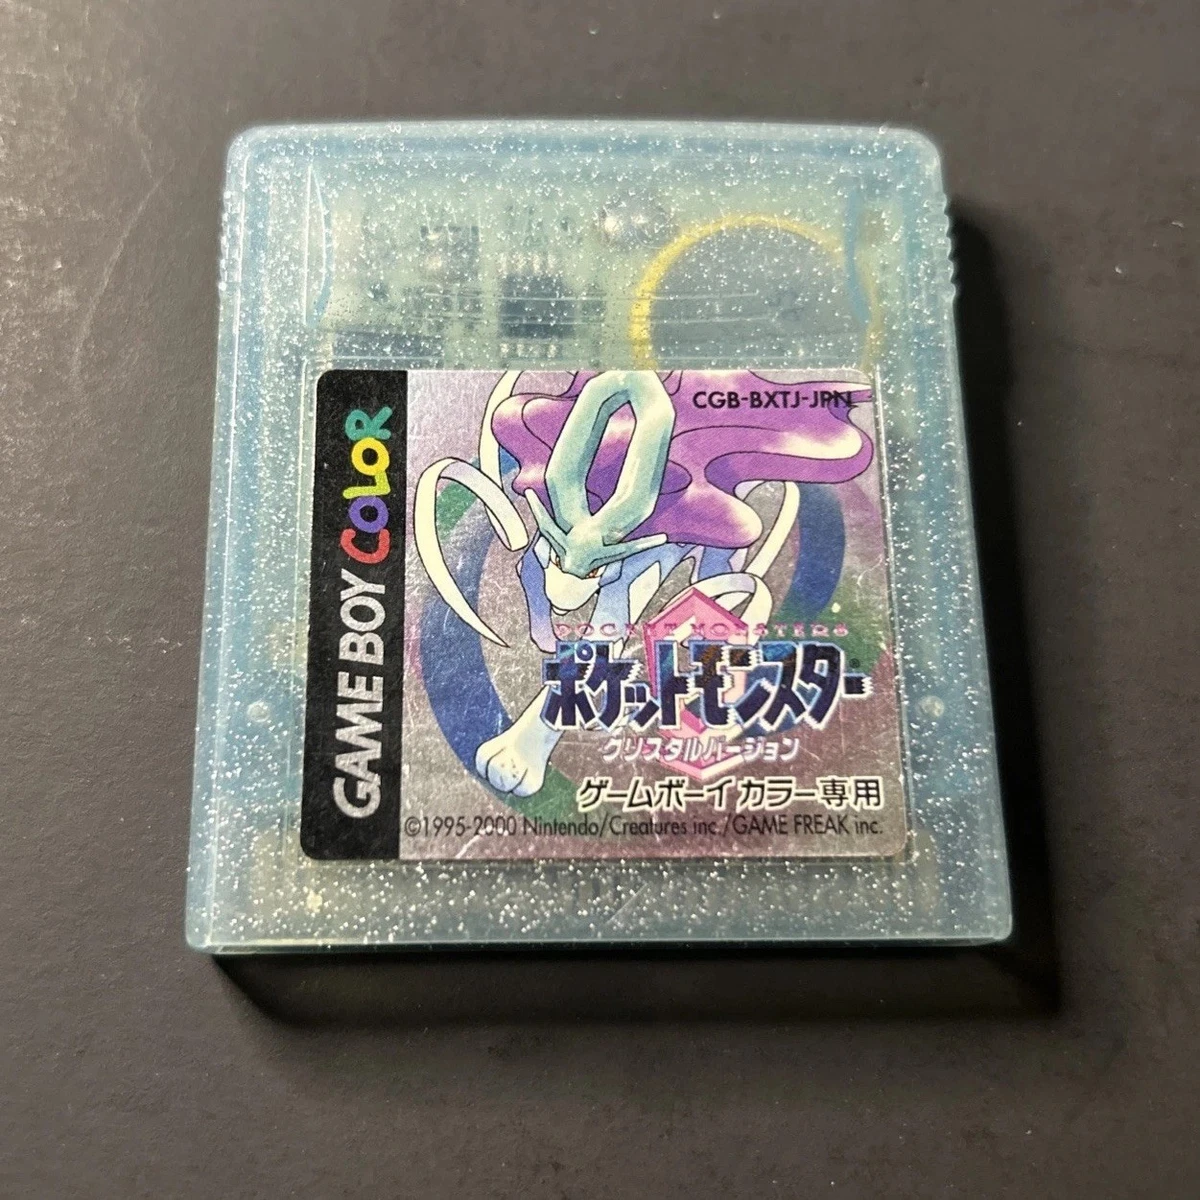 CGB-BXTJ-JPN
GAME BOY COLOR
POCKET MONSTERS
ポケットモンスター
クリスタルバージョン
ゲームボーイカラー専用
©1995-2000 Nintendo/Creatures inc./GAME FREAK inc.